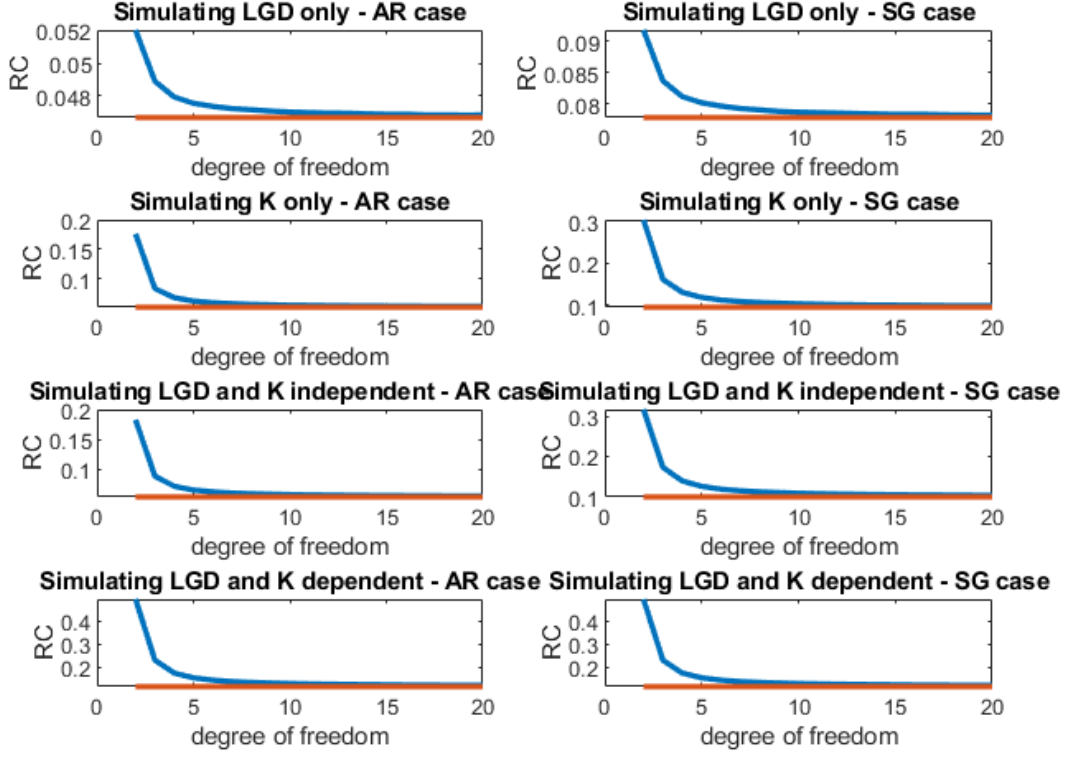 Simulating LGD only - AR case
0.052
0.05
0.048
RC
0 5 10 15 20
degree of freedom
Simulating LGD only - SG case
0.09
0.085
0.08
RC
0 5 10 15 20
degree of freedom
Simulating K only - AR case
0.2
0.15
0.1
RC
0 5 10 15 20
degree of freedom
Simulating K only - SG case
0.3
0.2
0.1
RC
0 5 10 15 20
degree of freedom
Simulating LGD and K independent - AR case
0.2
0.15
0.1
RC
0 5 10 15 20
degree of freedom
Simulating LGD and K independent - SG case
0.3
0.2
0.1
RC
0 5 10 15 20
degree of freedom
Simulating LGD and K dependent - AR case
0.4
0.3
0.2
RC
0 5 10 15 20
degree of freedom
Simulating LGD and K dependent - SG case
0.4
0.3
0.2
RC
0 5 10 15 20
degree of freedom